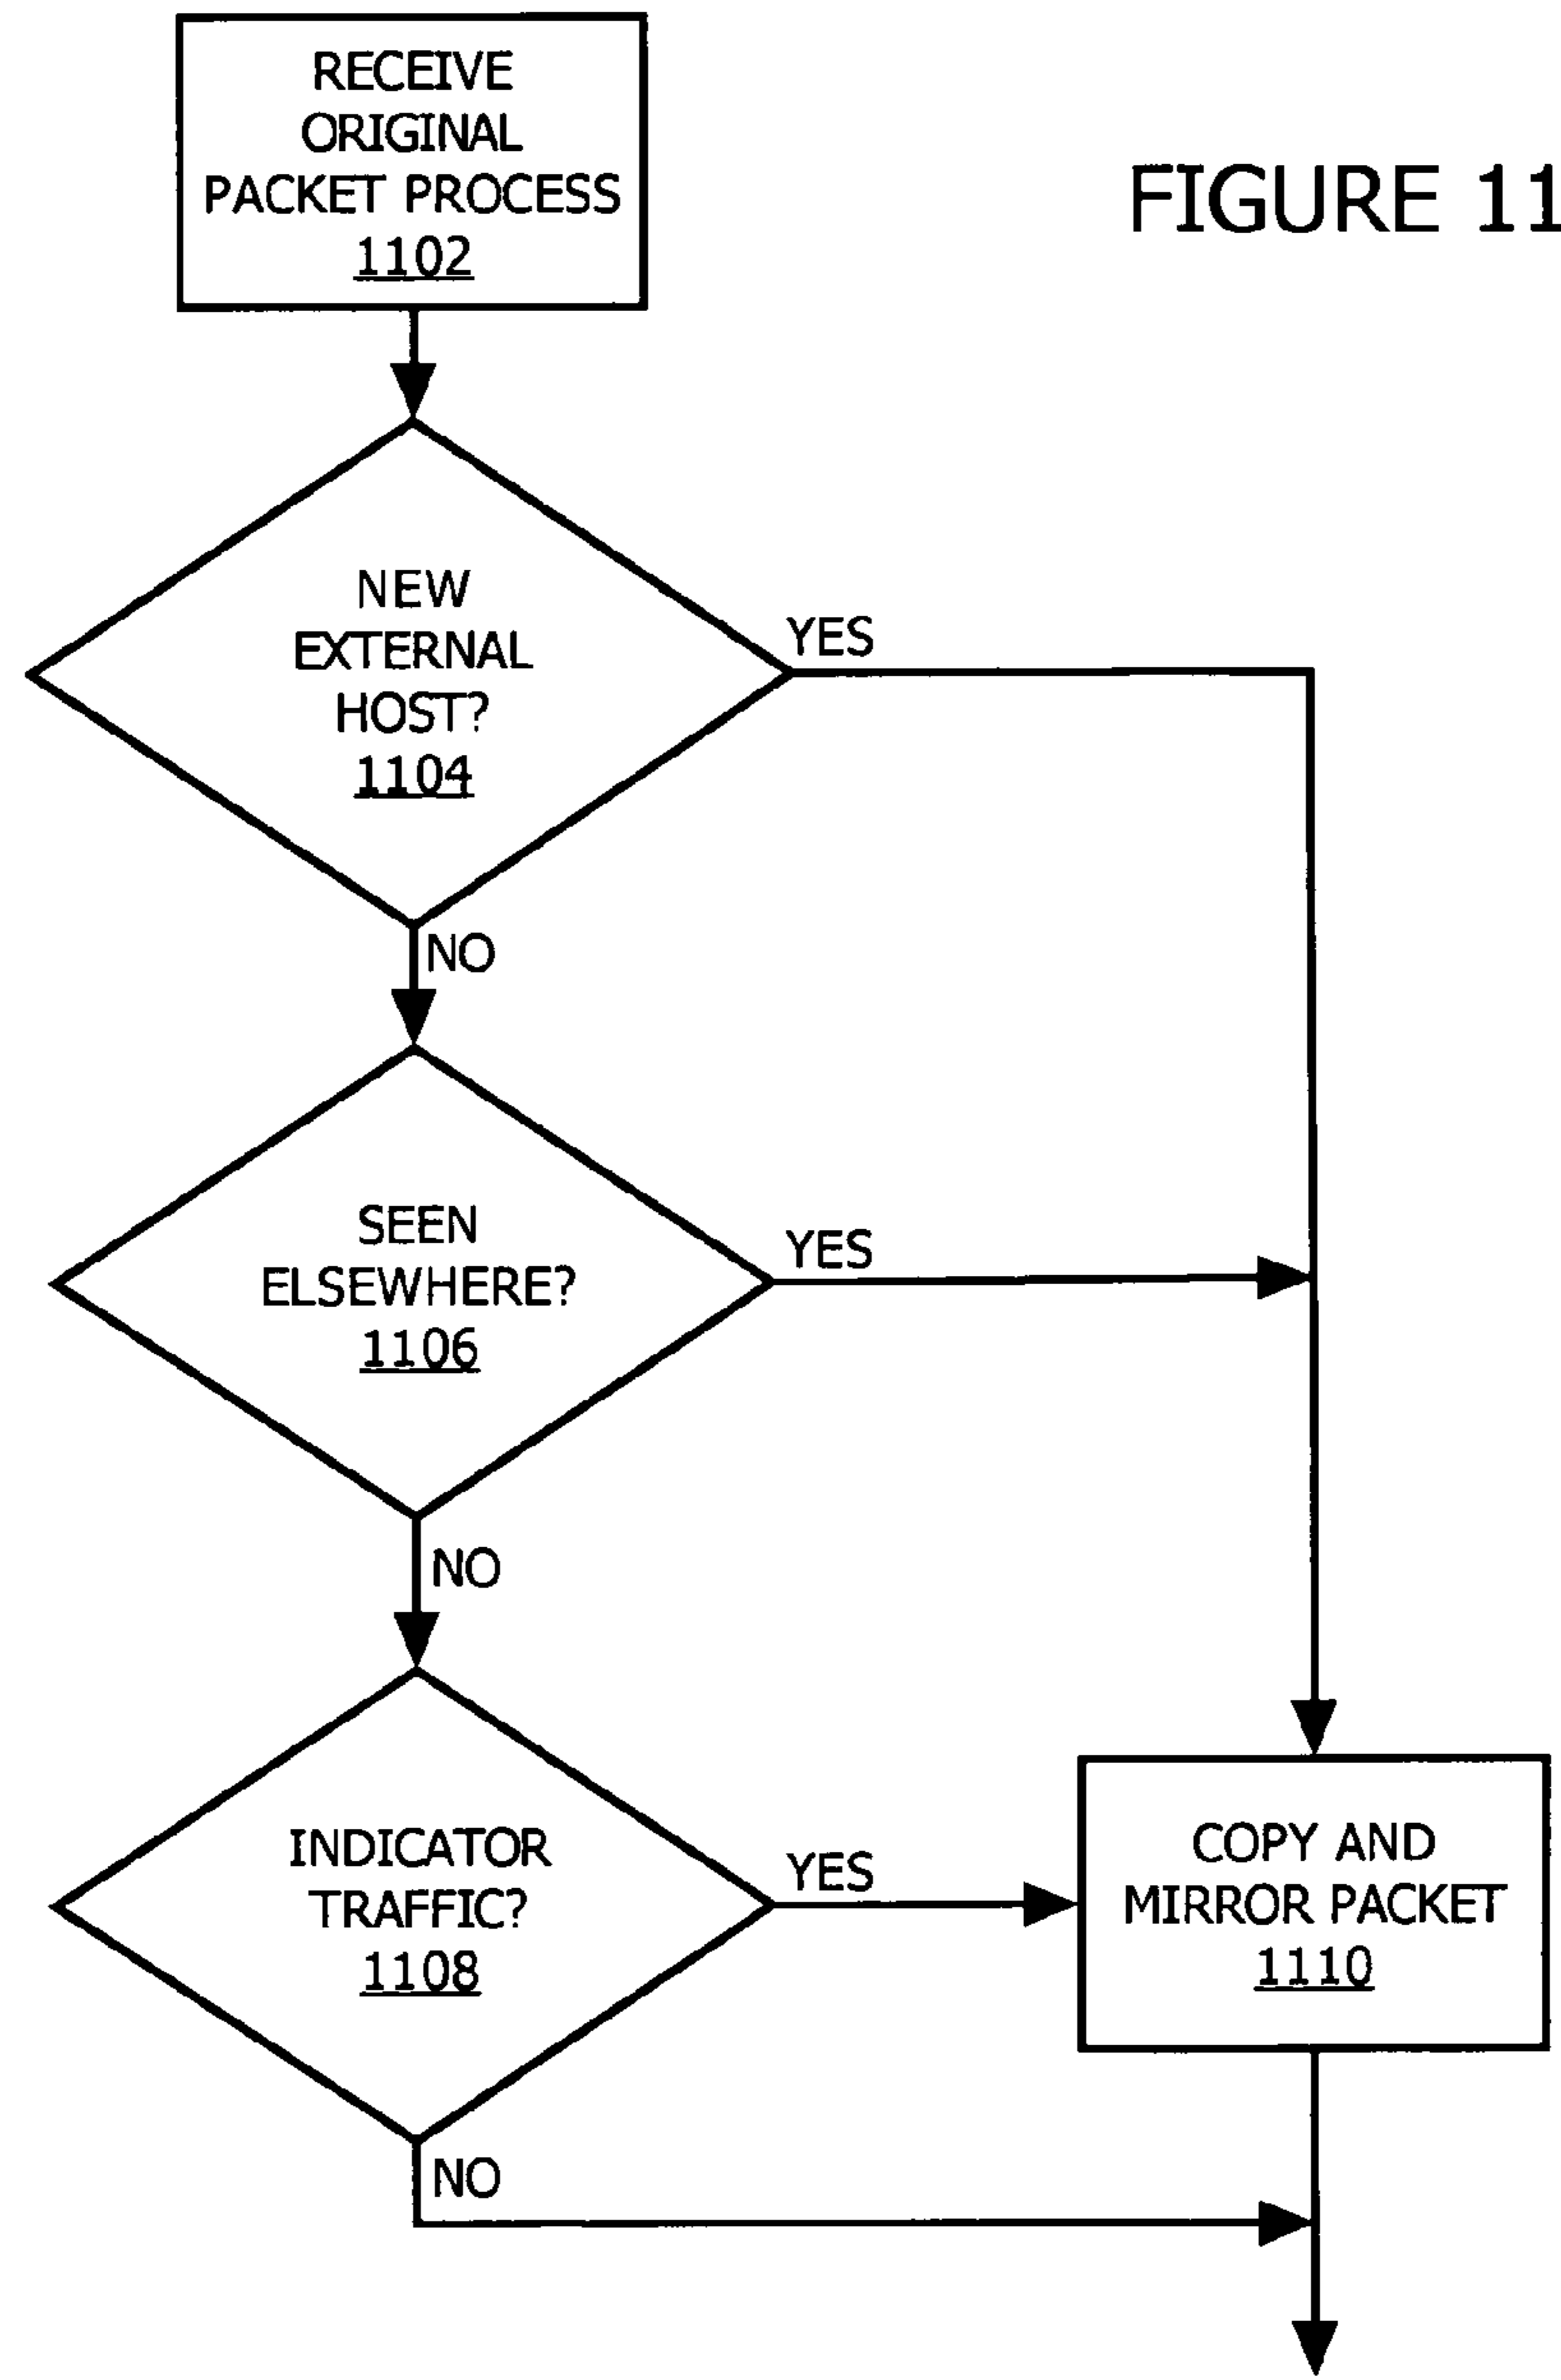 RECEIVE
ORIGINAL
PACKET PROCESS
1102
FIGURE 11
NEW
EXTERNAL
HOST?
1104
YES
NO
SEEN
ELSEWHERE?
1106
YES
NO
INDICATOR
TRAFFIC?
1108
YES
COPY AND
MIRROR PACKET
1110
NO